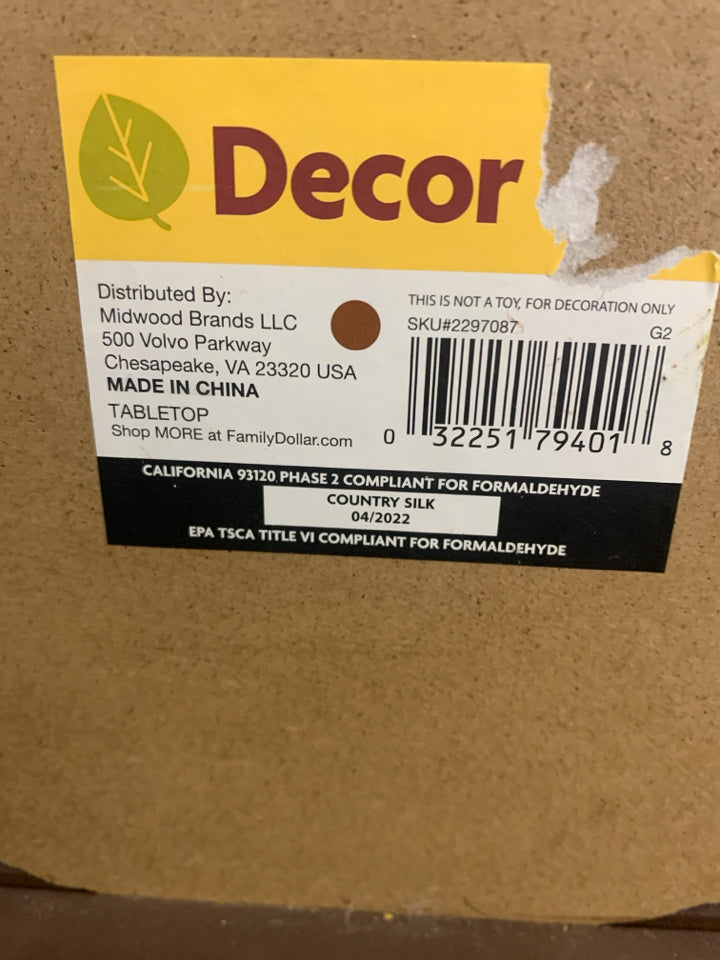 Decor
Distributed By:
Midwood Brands LLC
500 Volvo Parkway
Chesapeake, VA 23320 USA
MADE IN CHINA
TABLETOP
Shop MORE at FamilyDollar.com
THIS IS NOT A TOY, FOR DECORATION ONLY
SKU#2297087
G2
0 32251 79401 8
CALIFORNIA 93120 PHASE 2 COMPLIANT FOR FORMALDEHYDE
COUNTRY SILK
04/2022
EPA TSCA TITLE VI COMPLIANT FOR FORMALDEHYDE